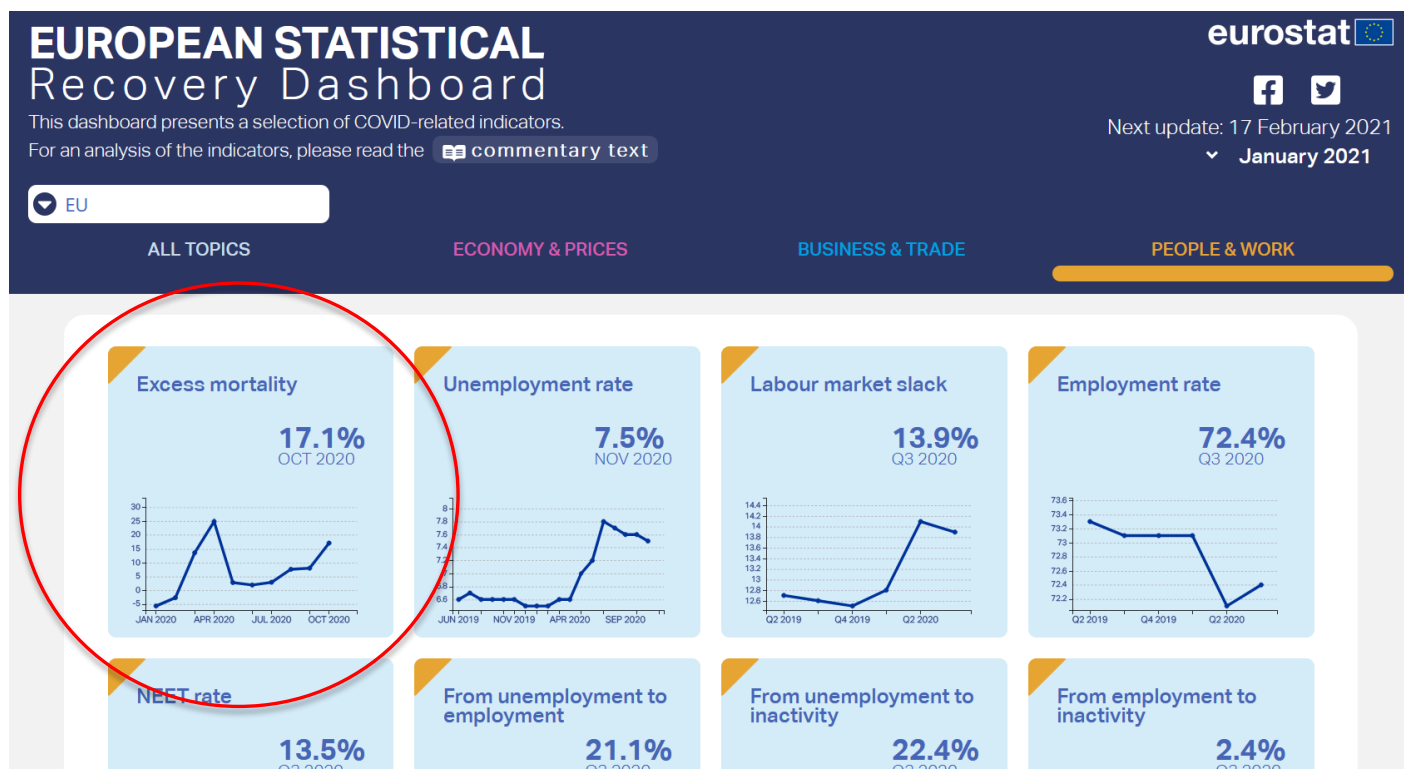 EUROPEAN STATISTICAL
Recovery Dashboard
This dashboard presents a selection of COVID-related indicators.
For an analysis of the indicators, please read the commentary text
eurostat
Next update: 17 February 2021
January 2021
EU
ALL TOPICS
ECONOMY & PRICES
BUSINESS & TRADE
PEOPLE & WORK
Excess mortality
17.1%
OCT 2020
30
25
20
15
10
5
0
-5
JAN 2020 APR 2020 JUL 2020 OCT 2020
Unemployment rate
7.5%
NOV 2020
8
7.8
7.6
7.4
7.2
6.6
JUN 2019 NOV 2019 APR 2020 SEP 2020
Labour market slack
13.9%
Q3 2020
14.4
14.2
14
13.8
13.6
13.4
13.2
13
12.8
12.6
Q2 2019 Q4 2019 Q2 2020
Employment rate
72.4%
Q3 2020
73.6
73.4
73.2
73
72.8
72.6
72.4
72.2
Q2 2019 Q4 2019 Q2 2020
NEET rate
13.5%
Q3 2020
From unemployment to
employment
21.1%
Q3 2020
From unemployment to
inactivity
22.4%
Q3 2020
From employment to
inactivity
2.4%
Q3 2020